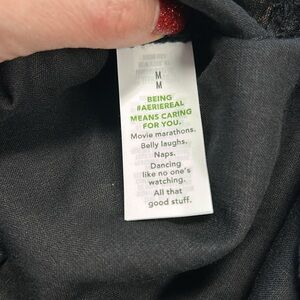 M
M
BEING
#AERIEREAL
MEANS CARING
FOR YOU.
Movie marathons.
Belly laughs.
Naps.
Dancing
like no one's
watching.
All that
good stuff.